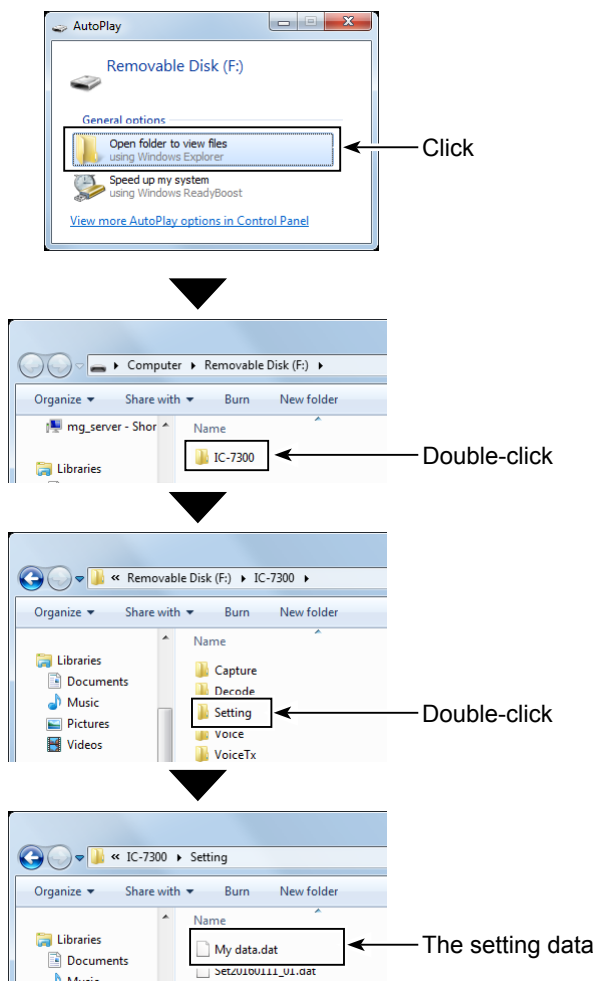 AutoPlay
Removable Disk (F:)
General options
Open folder to view files
using Windows Explorer
Click
Speed up my system
using Windows ReadyBoost
View more AutoPlay options in Control Panel
Computer Removable Disk (F:)
Organize Share with Burn New folder
mg_server - Shor Name
IC-7300
Double-click
Libraries
« Removable Disk (F:) IC-7300
Organize Share with Burn New folder
Name
Libraries
Capture
Documents
Decode
Music
Setting
Double-click
Pictures
Voice
Videos
VoiceTx
« IC-7300 Setting
Organize Share with Burn New folder
Name
Libraries
My data.dat
The setting data
Documents
Set20160111_01.dat
Music